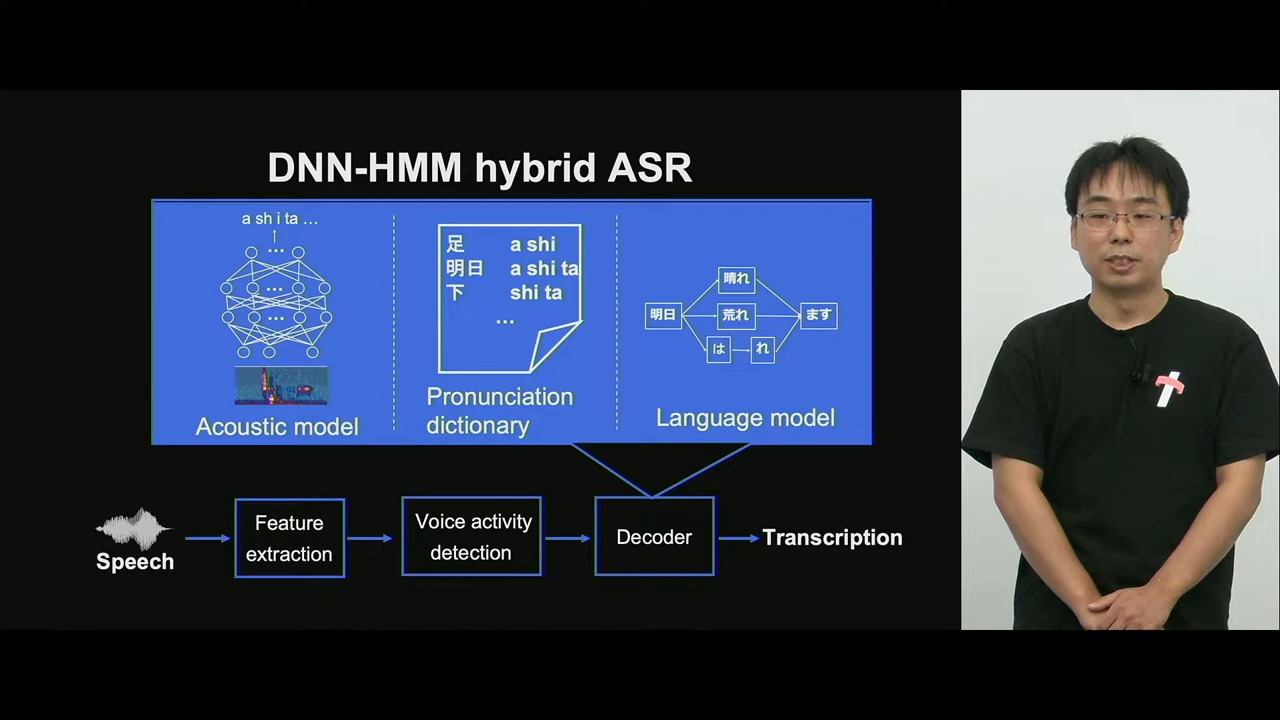 DNN-HMM hybrid ASR
a sh i ta …
...
...
...
Acoustic model
足 a shi
明日 a shi ta
下 shi ta
...
Pronunciation
dictionary
晴れ
明日 荒れ ます
は れ
Language model
Speech
Feature
extraction
Voice activity
detection
Decoder
Transcription